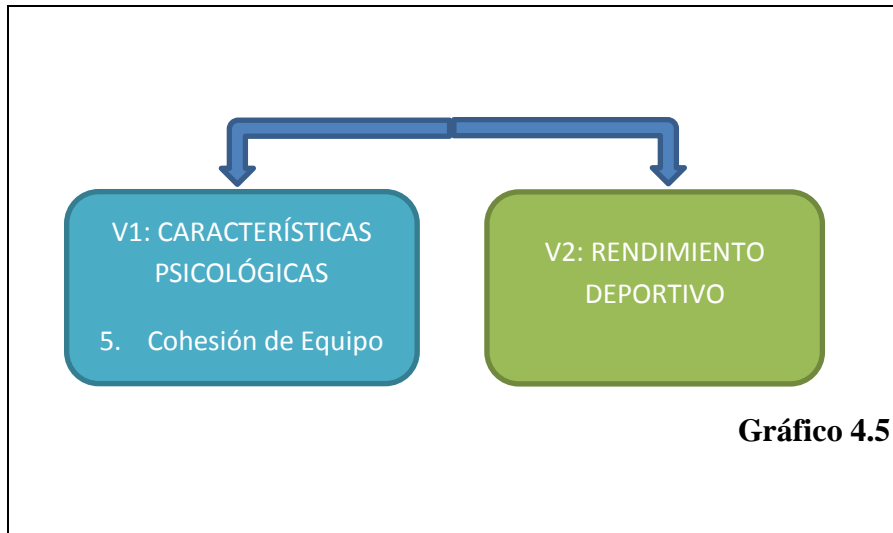 V1: CARACTERÍSTICAS
PSICOLÓGICAS
5. Cohesión de Equipo
V2: RENDIMIENTO
DEPORTIVO
Gráfico 4.5